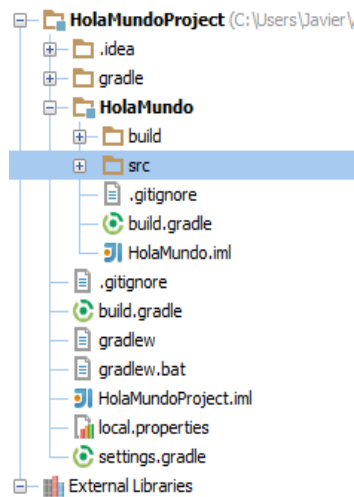 HolaMundoProject (C:\Users\Javier\
.idea
gradle
HolaMundo
build
src
.gitignore
build.gradle
HolaMundo.iml
.gitignore
build.gradle
gradlew
gradlew.bat
HolaMundoProject.iml
local.properties
settings.gradle
External Libraries